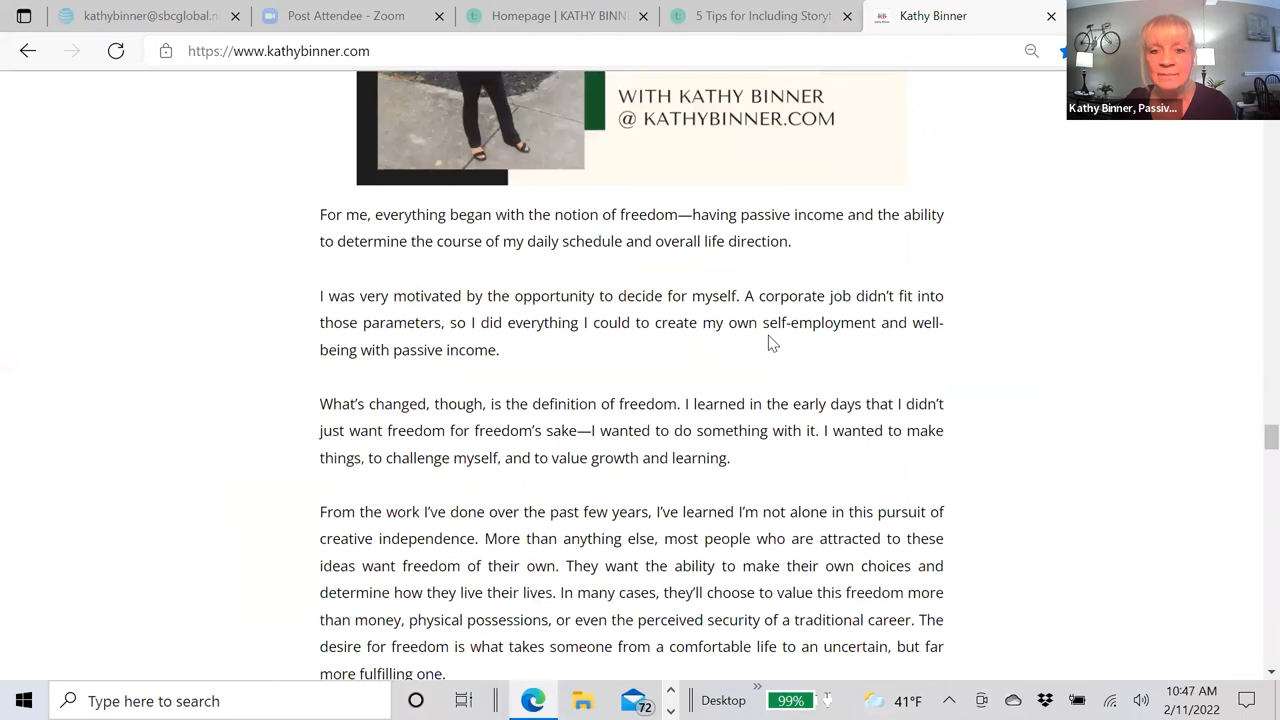 kathybinner@sbcglobal.n
Post Attendee - Zoom
Homepage | KATHY BINN
5 Tips for Including Storyt
Kathy Binner
https://www.kathybinner.com
Kathy Binner, Passiv...
WITH KATHY BINNER
@ KATHYBINNER.COM
For me, everything began with the notion of freedom—having passive income and the ability
to determine the course of my daily schedule and overall life direction.
I was very motivated by the opportunity to decide for myself. A corporate job didn't fit into
those parameters, so I did everything I could to create my own self-employment and well-
being with passive income.
What's changed, though, is the definition of freedom. I learned in the early days that I didn't
just want freedom for freedom's sake—I wanted to do something with it. I wanted to make
things, to challenge myself, and to value growth and learning.
From the work I've done over the past few years, I've learned I'm not alone in this pursuit of
creative independence. More than anything else, most people who are attracted to these
ideas want freedom of their own. They want the ability to make their own choices and
determine how they live their lives. In many cases, they'll choose to value this freedom more
than money, physical possessions, or even the perceived security of a traditional career. The
desire for freedom is what takes someone from a comfortable life to an uncertain, but far
more fulfilling one.
Type here to search
72
Desktop
99%
41°F
10:47 AM
2/11/2022